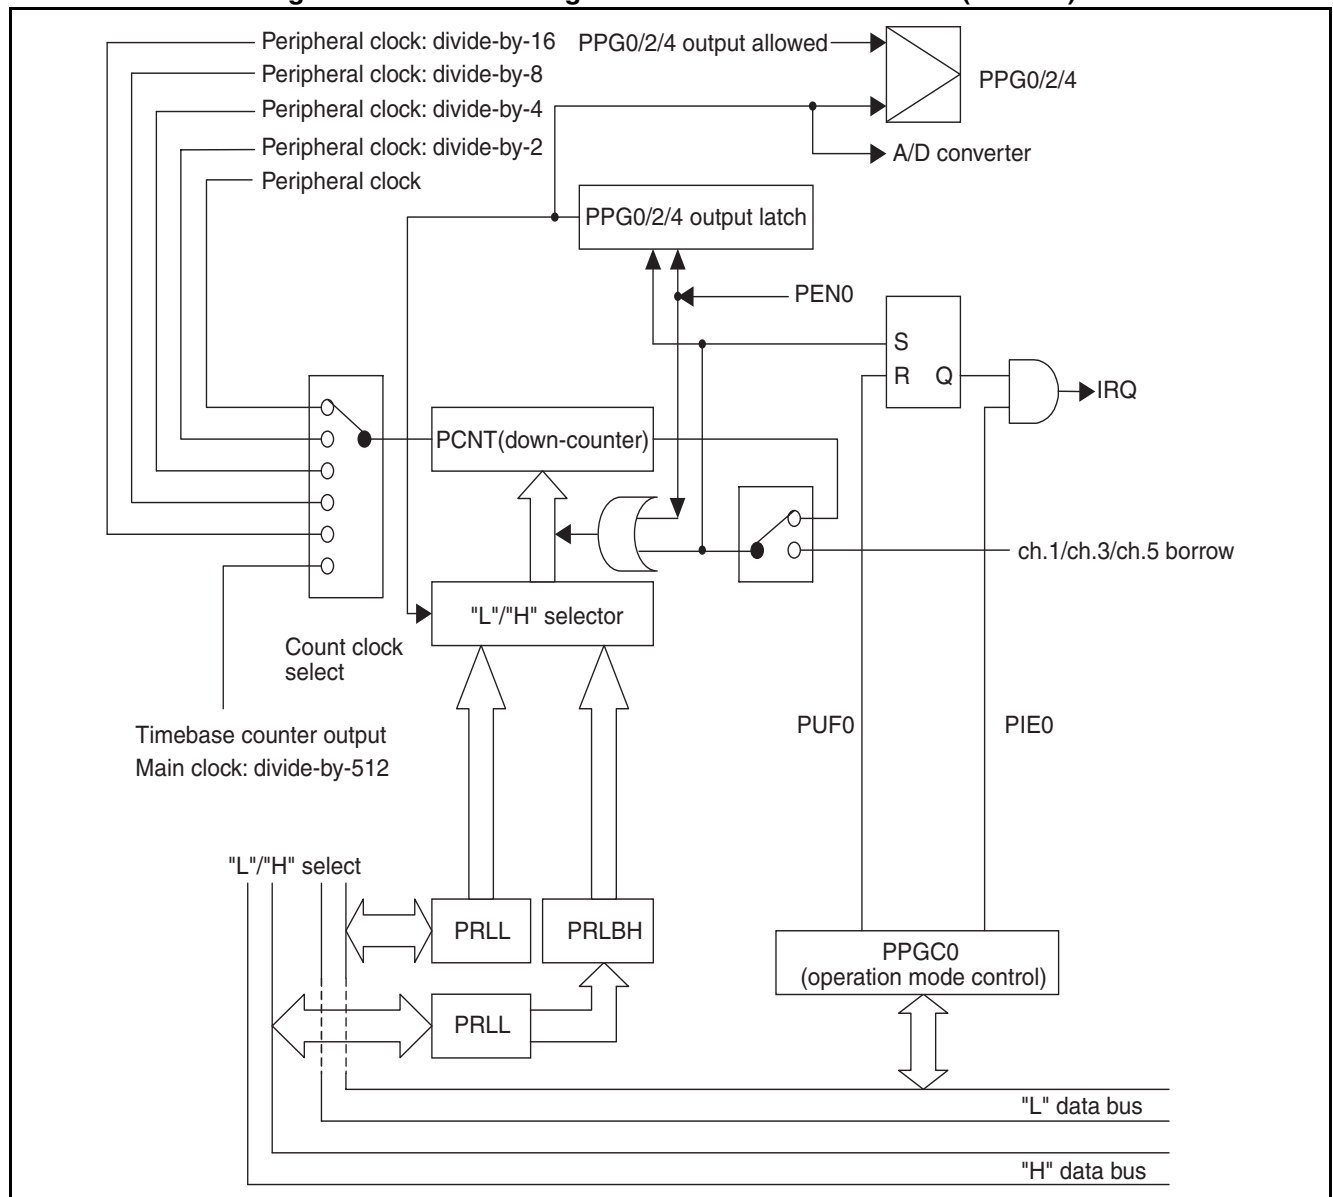 Peripheral clock: divide-by-16
PPG0/2/4 output allowed
Peripheral clock: divide-by-8
PPG0/2/4
Peripheral clock: divide-by-4
Peripheral clock: divide-by-2
A/D converter
Peripheral clock
PPG0/2/4 output latch
PEN0
S
R Q
IRQ
PCNT(down-counter)
ch.1/ch.3/ch.5 borrow
"L"/"H" selector
Count clock
select
PUF0
PIE0
Timebase counter output
Main clock: divide-by-512
"L"/"H" select
PRLL
PRLBH
PPGC0
(operation mode control)
PRLL
"L" data bus
"H" data bus